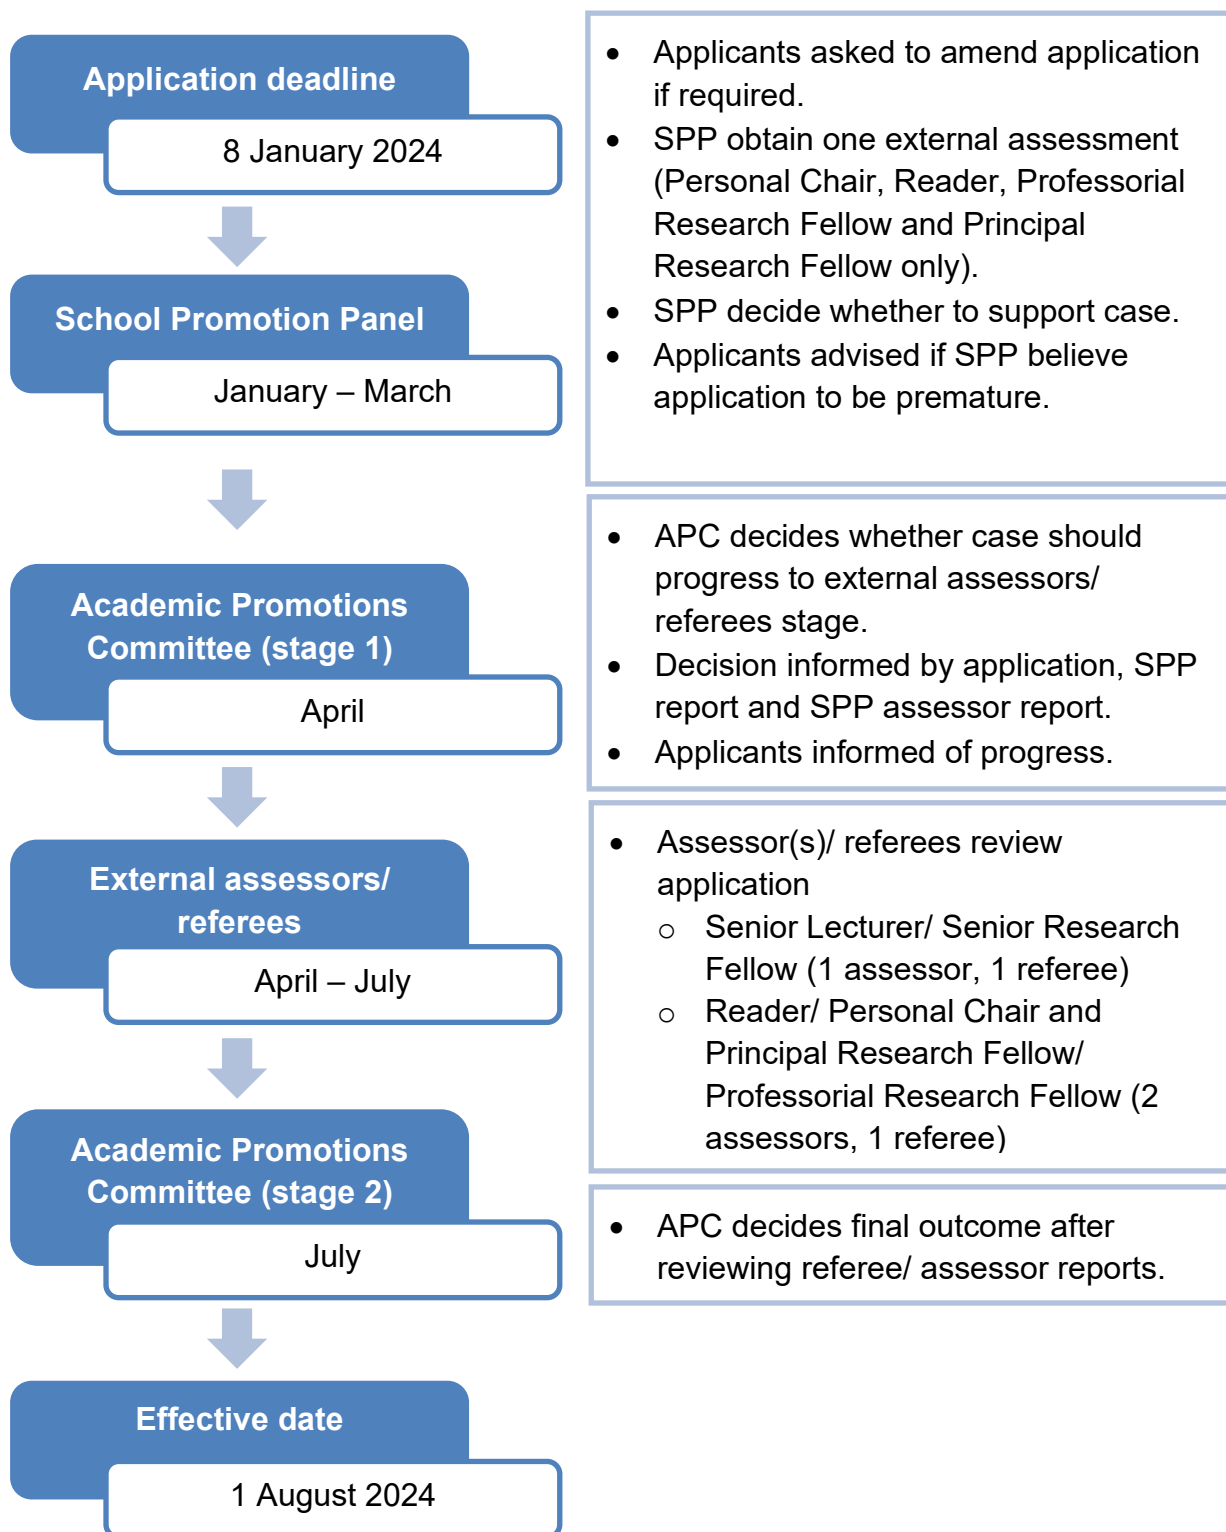 Application deadline
8 January 2024
School Promotion Panel
January – March
• Applicants asked to amend application
if required.
• SPP obtain one external assessment
(Personal Chair, Reader, Professorial
Research Fellow and Principal
Research Fellow only).
• SPP decide whether to support case.
• Applicants advised if SPP believe
application to be premature.
Academic Promotions
Committee (stage 1)
April
• APC decides whether case should
progress to external assessors/
referees stage.
• Decision informed by application, SPP
report and SPP assessor report.
• Applicants informed of progress.
External assessors/
referees
April – July
• Assessor(s)/ referees review
application
o Senior Lecturer/ Senior Research
Fellow (1 assessor, 1 referee)
o Reader/ Personal Chair and
Principal Research Fellow/
Professorial Research Fellow (2
assessors, 1 referee)
Academic Promotions
Committee (stage 2)
July
• APC decides final outcome after
reviewing referee/ assessor reports.
Effective date
1 August 2024